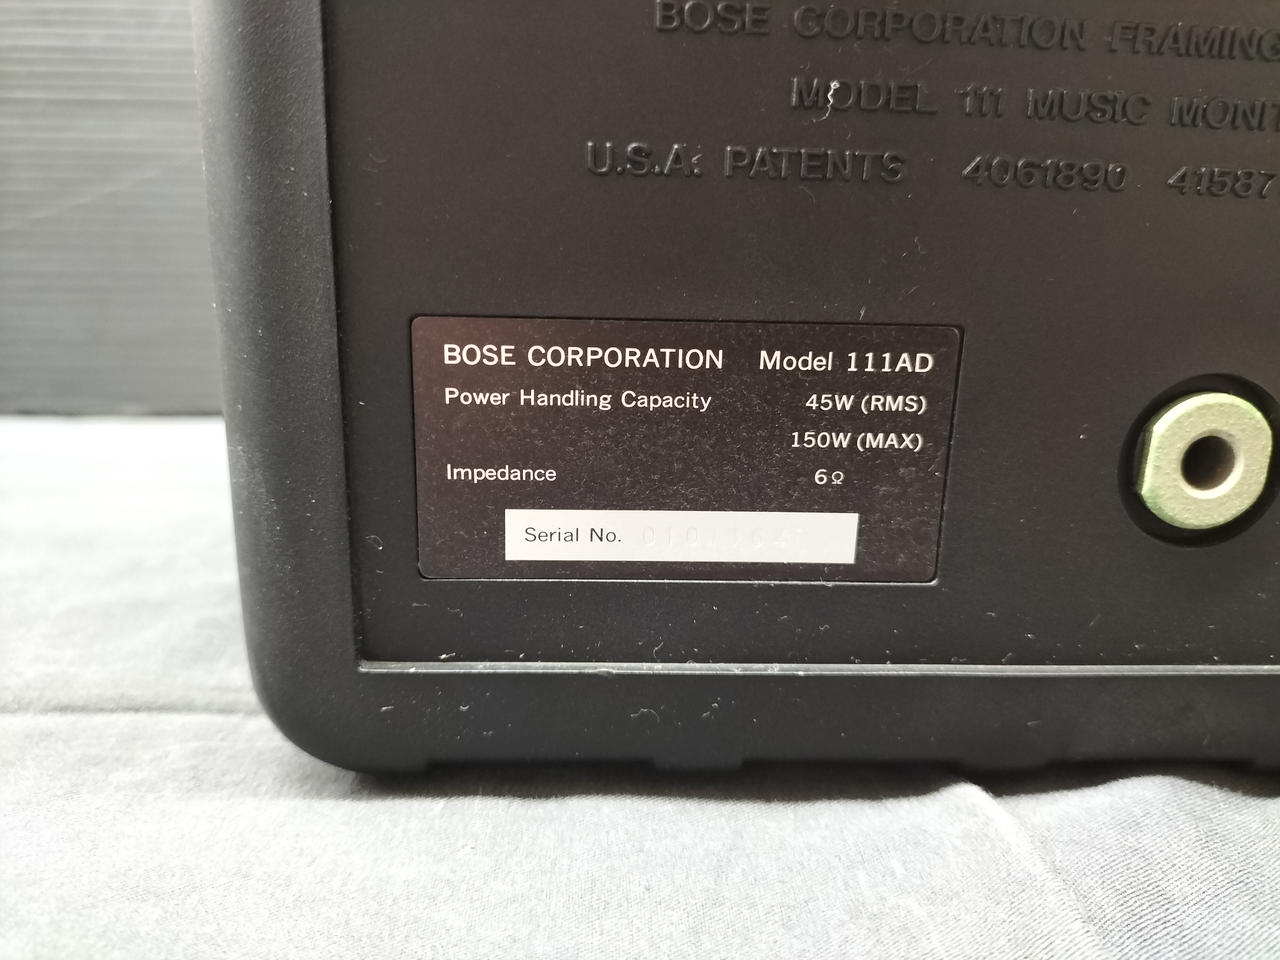 BOSE CORPORATION FRAMING
MODEL 111 MUSIC MONIT
U.S.A. PATENTS 4061890 41587
BOSE CORPORATION Model 111AD
Power Handling Capacity 45W (RMS)
150W (MAX)
Impedance 6Ω
Serial No.